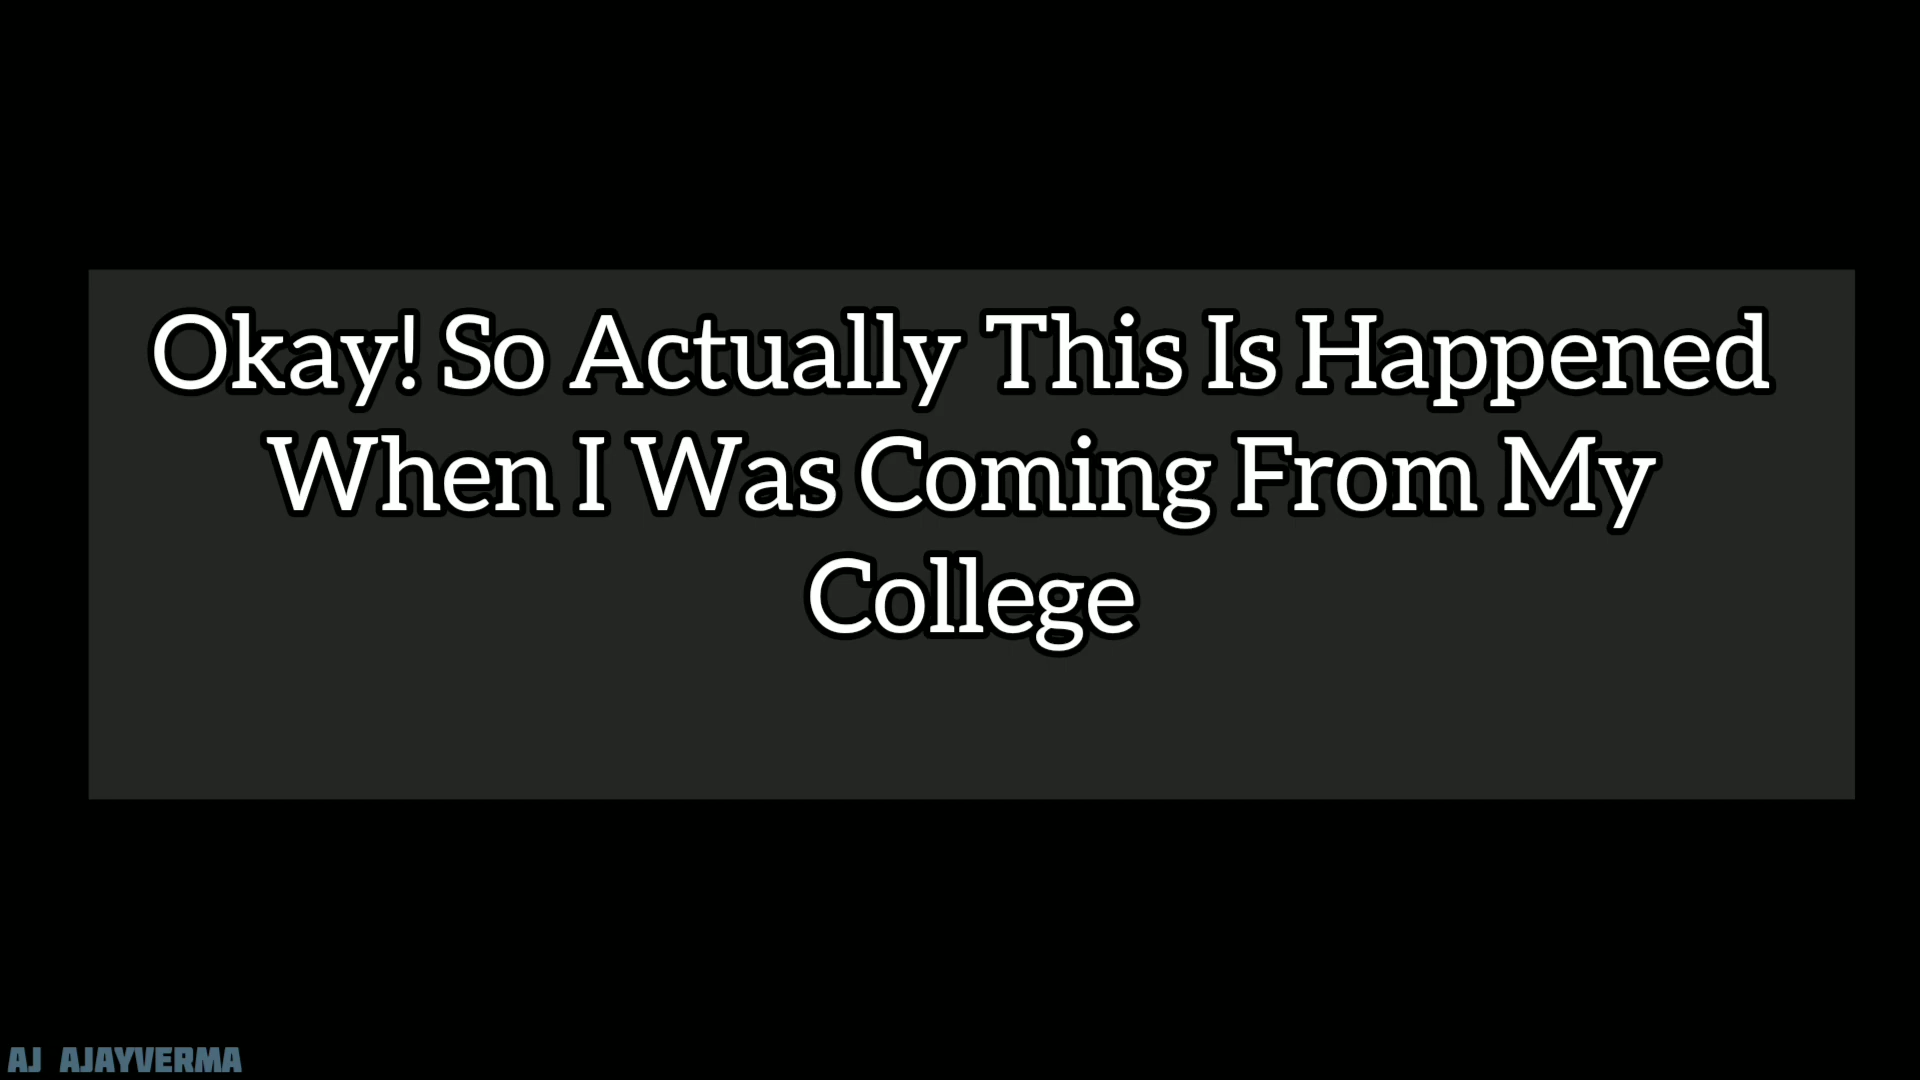 Okay! So Actually This Is Happened
When I Was Coming From My
College
AJ AJAYVERMA